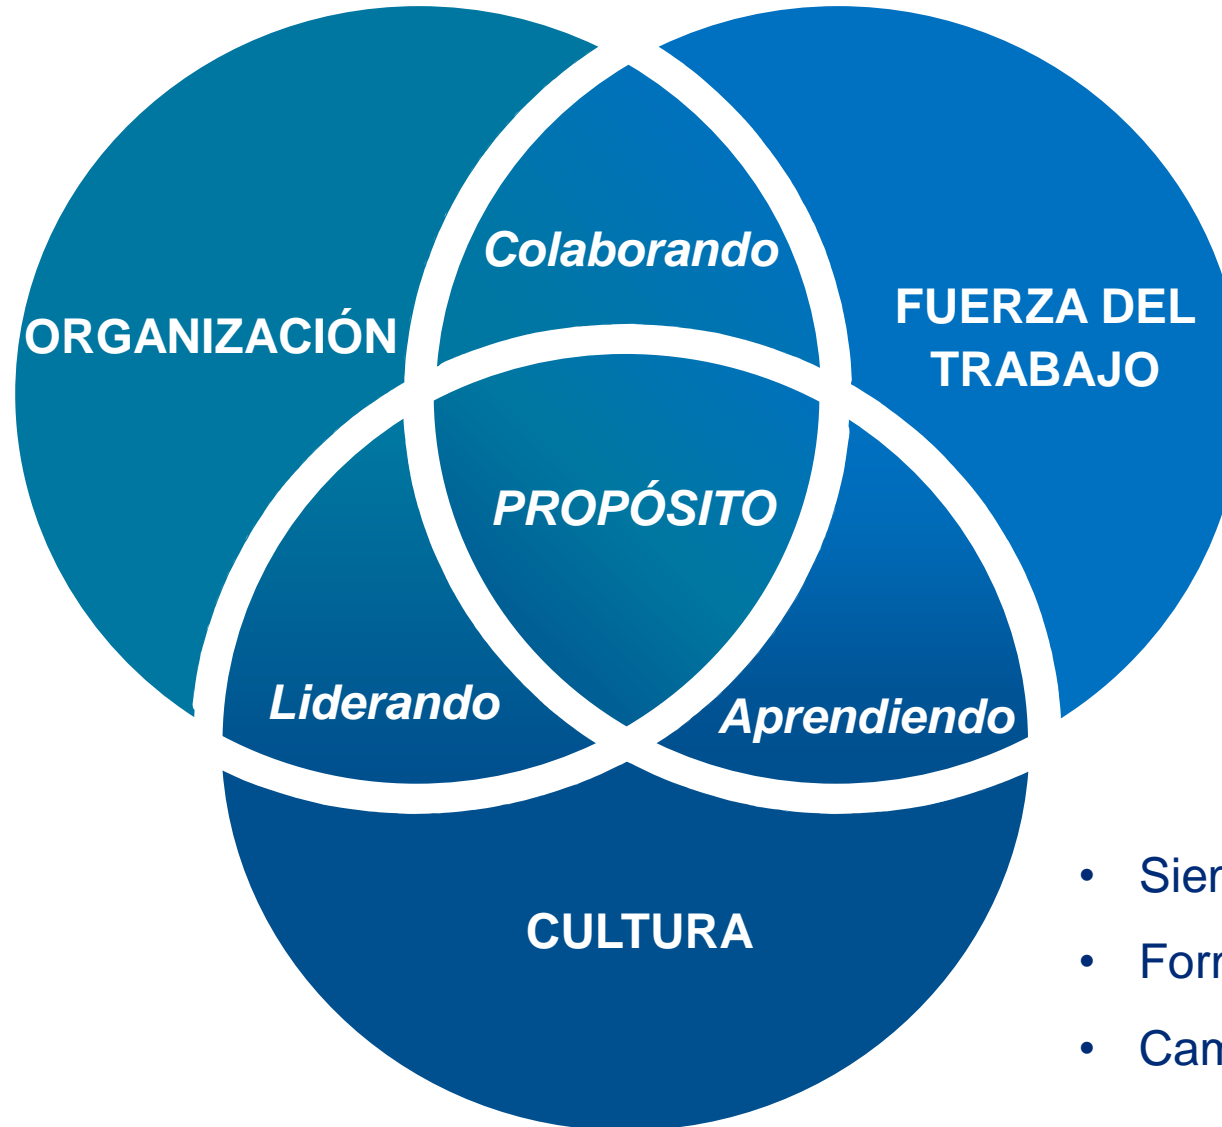 Colaborando
ORGANIZACIÓN
FUERZA DEL
TRABAJO
PROPÓSITO
Liderando
Aprendiendo
CULTURA
•
•
•